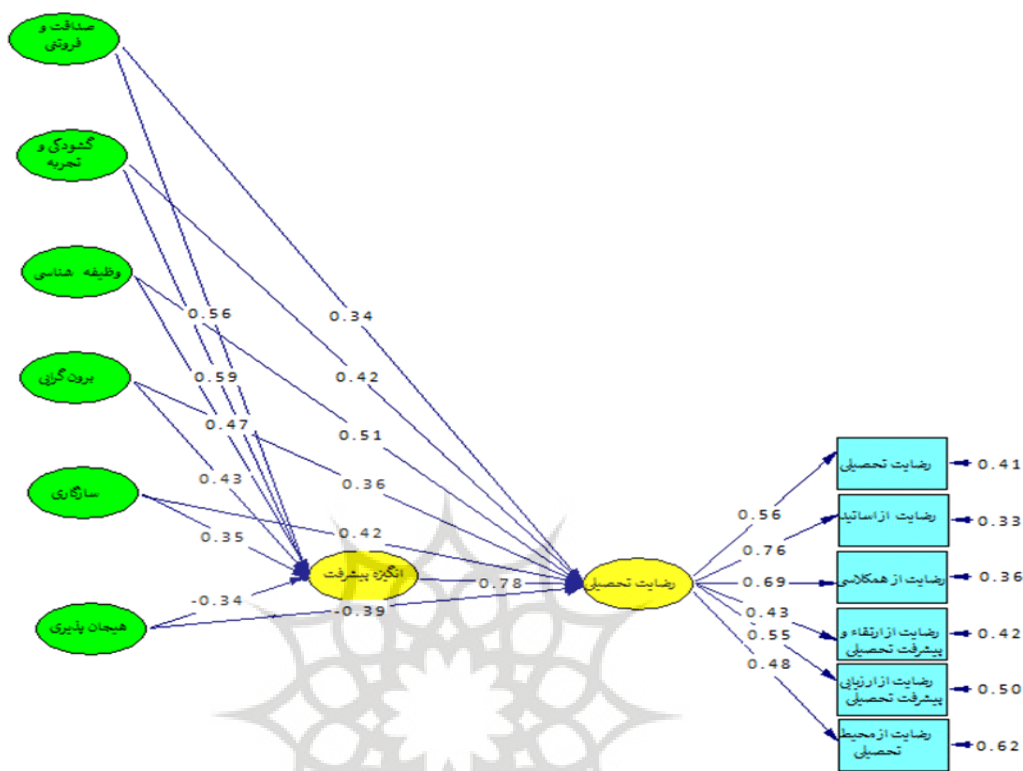 صداقت و
فروتنی
گشودگی و
تجربه
وظیفه شناسی
برون گرایی
سازگاری
هیجان پذیری
0.56
0.59
0.47
0.43
0.35
-0.34
0.34
0.42
0.51
0.36
0.42
0.78
-0.39
انگیزه پیشرفت
رضایت تحصیلی
0.56
0.76
0.69
0.43
0.55
0.48
رضایت تحصیلی
0.41
رضایت از اساتید
0.33
رضایت از همکلاسی
0.36
رضایت از ارتقاء و
پیشرفت تحصیلی
0.42
رضایت از ارزیابی
پیشرفت تحصیلی
0.50
رضایت از محیط
تحصیلی
0.62